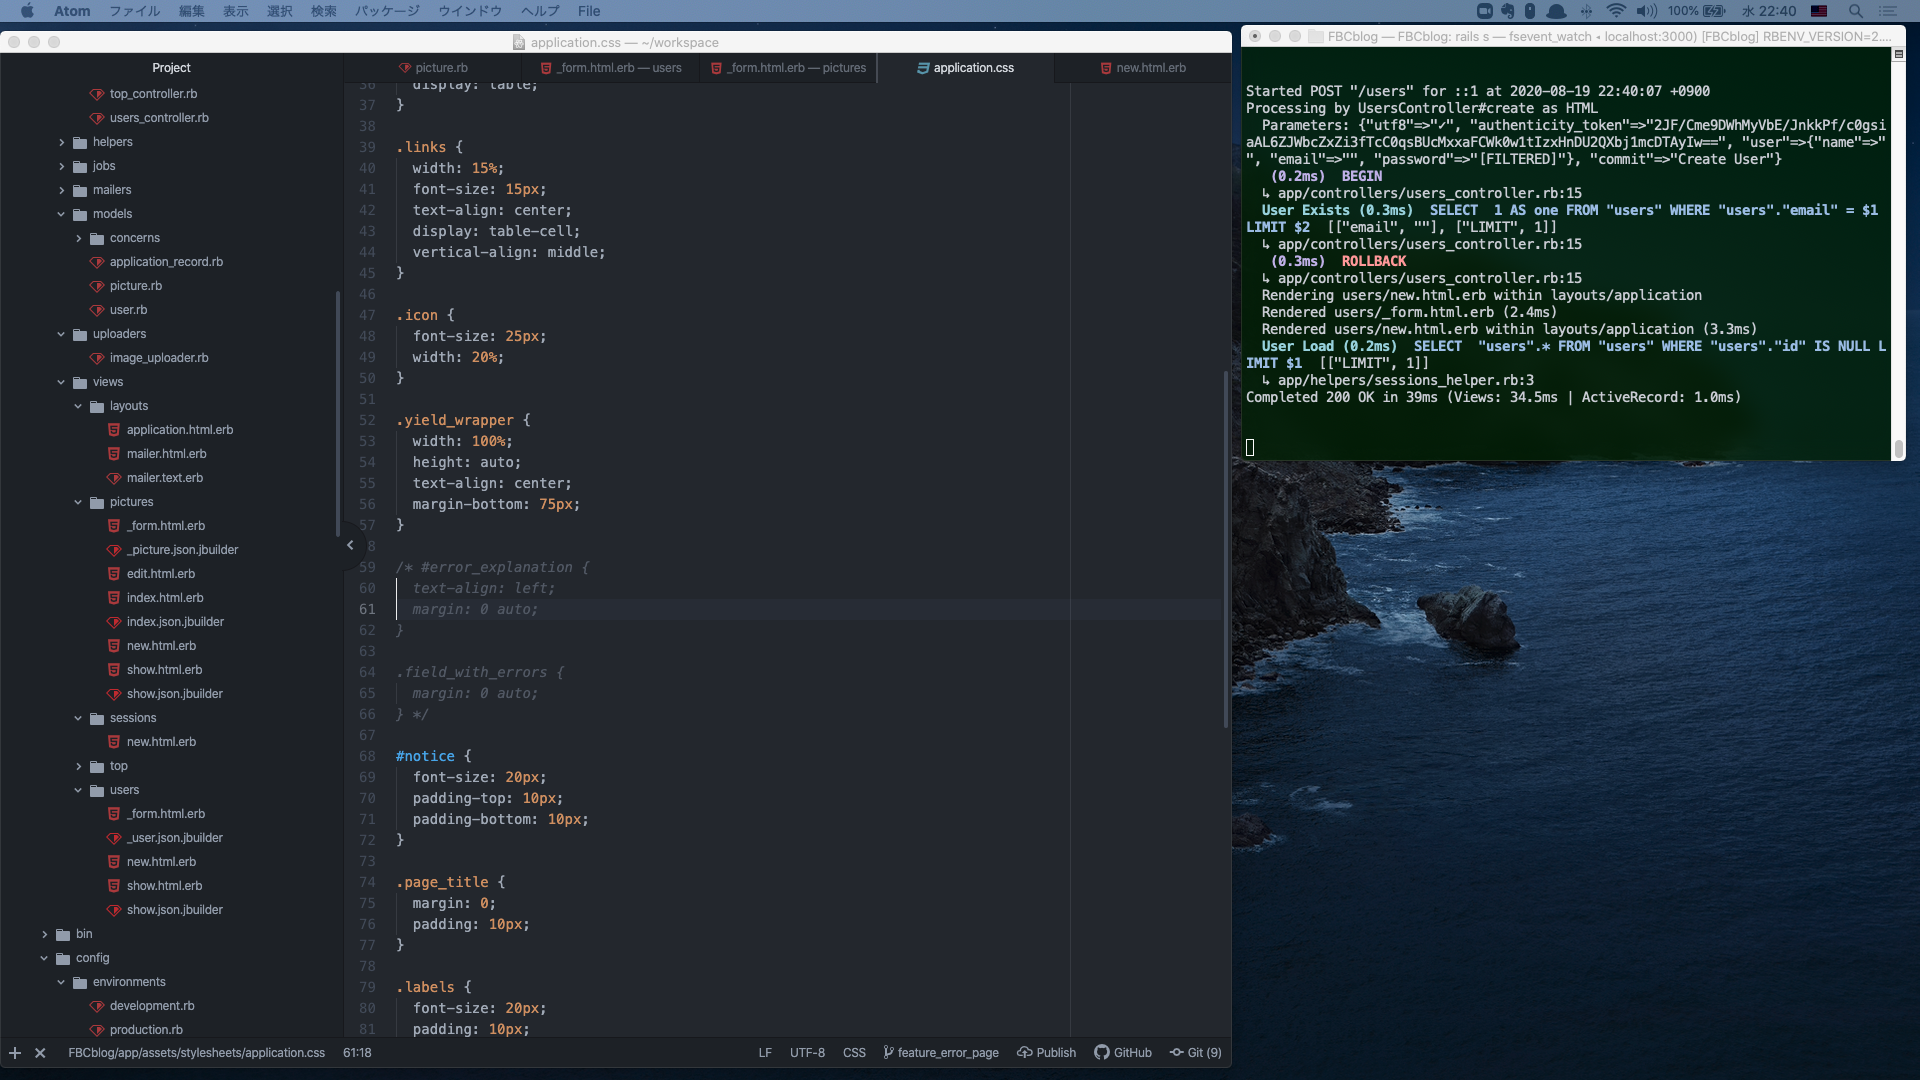 Atom ファイル 編集 表示 選択 検索 パッケージ ウインドウ ヘルプ File 100% 水 22:40
application.css — ~/workspace
Project
top_controller.rb
users_controller.rb
helpers
jobs
mailers
models
concerns
application_record.rb
picture.rb
user.rb
uploaders
image_uploader.rb
views
layouts
application.html.erb
mailer.html.erb
mailer.text.erb
pictures
_form.html.erb
_picture.json.jbuilder
edit.html.erb
index.html.erb
index.json.jbuilder
new.html.erb
show.html.erb
show.json.jbuilder
sessions
new.html.erb
top
users
_form.html.erb
_user.json.jbuilder
new.html.erb
show.html.erb
show.json.jbuilder
bin
config
environments
development.rb
production.rb
picture.rb _form.html.erb — users _form.html.erb — pictures application.css new.html.erb
36 display: table;
37 }
38
39 .links {
40 width: 15%;
41 font-size: 15px;
42 text-align: center;
43 display: table-cell;
44 vertical-align: middle;
45 }
46
47 .icon {
48 font-size: 25px;
49 width: 20%;
50 }
51
52 .yield_wrapper {
53 width: 100%;
54 height: auto;
55 text-align: center;
56 margin-bottom: 75px;
57 }
8
59 /* #error_explanation {
60 text-align: left;
61 margin: 0 auto;
62 }
63
64 .field_with_errors {
65 margin: 0 auto;
66 } */
67
68 #notice {
69 font-size: 20px;
70 padding-top: 10px;
71 padding-bottom: 10px;
72 }
73
74 .page_title {
75 margin: 0;
76 padding: 10px;
77 }
78
79 .labels {
80 font-size: 20px;
81 padding: 10px;
FBCblog/app/assets/stylesheets/application.css 61:18 LF UTF-8 CSS feature_error_page Publish GitHub Git (9)
FBCblog — FBCblog: rails s — fsevent_watch ◂ localhost:3000) [FBCblog] RBENV_VERSION=2....
Started POST "/users" for ::1 at 2020-08-19 22:40:07 +0900
Processing by UsersController#create as HTML
Parameters: {"utf8"=>"✓", "authenticity_token"=>"2JF/Cme9DWhMyVbE/JnkkPf/c0gsi
aAL6ZJWbcZxZi3fTcC0qsBUcMxxaFCWk0w1tIzxHnDU2QXbj1mcDTAyIw==", "user"=>{"name"=>"
", "email"=>"", "password"=>"[FILTERED]"}, "commit"=>"Create User"}
(0.2ms) BEGIN
↳ app/controllers/users_controller.rb:15
User Exists (0.3ms) SELECT 1 AS one FROM "users" WHERE "users"."email" = $1
LIMIT $2 [["email", ""], ["LIMIT", 1]]
↳ app/controllers/users_controller.rb:15
(0.3ms) ROLLBACK
↳ app/controllers/users_controller.rb:15
Rendering users/new.html.erb within layouts/application
Rendered users/_form.html.erb (2.4ms)
Rendered users/new.html.erb within layouts/application (3.3ms)
User Load (0.2ms) SELECT "users".* FROM "users" WHERE "users"."id" IS NULL L
IMIT $1 [["LIMIT", 1]]
↳ app/helpers/sessions_helper.rb:3
Completed 200 OK in 39ms (Views: 34.5ms | ActiveRecord: 1.0ms)